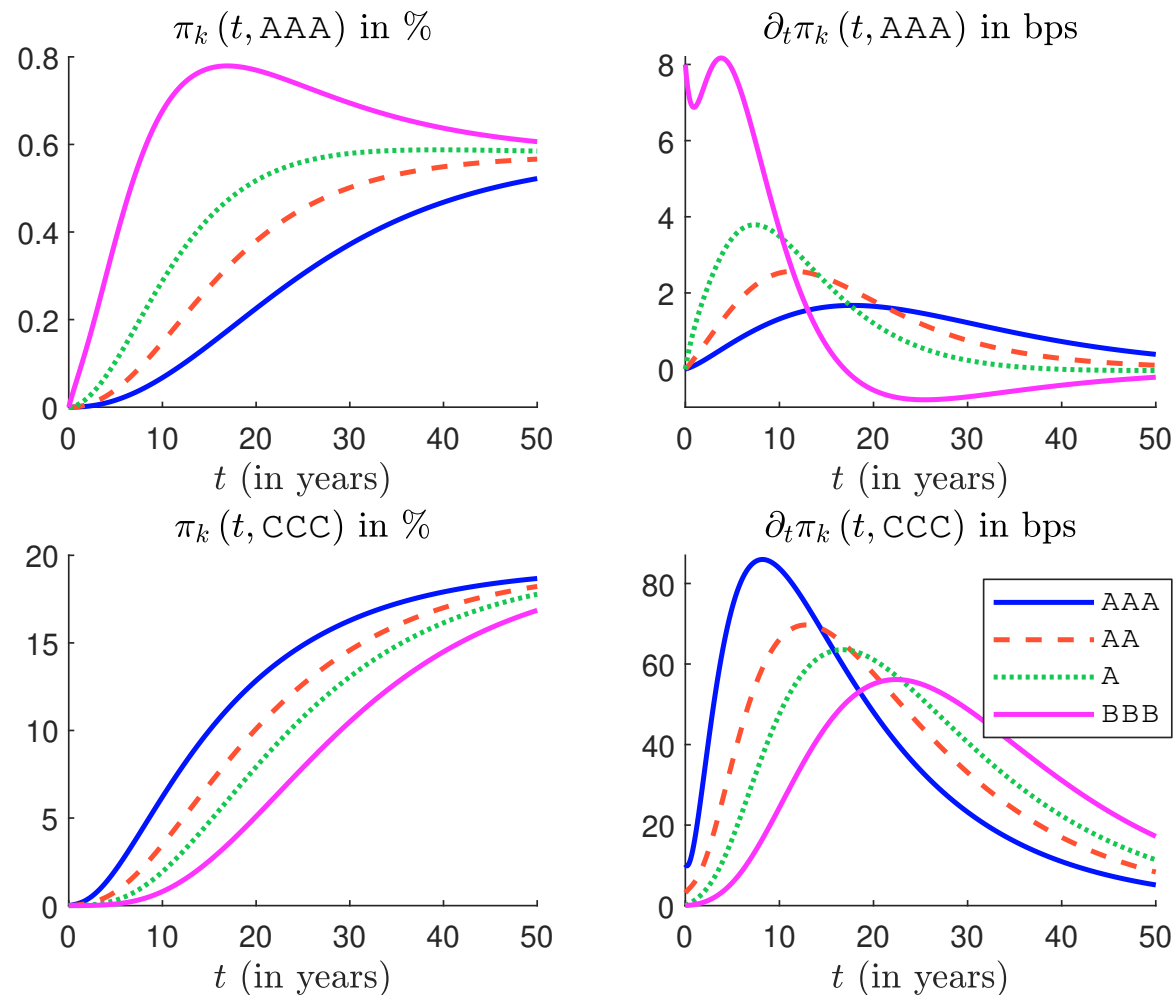 π_k (t, AAA) in %
0.8
0.6
0.4
0.2
0
0 10 20 30 40 50
t (in years)
∂_t π_k (t, AAA) in bps
8
6
4
2
0
0 10 20 30 40 50
t (in years)
π_k (t, CCC) in %
20
15
10
5
0
0 10 20 30 40 50
t (in years)
∂_t π_k (t, CCC) in bps
80
60
40
20
0
0 10 20 30 40 50
t (in years)
AAA
AA
A
BBB